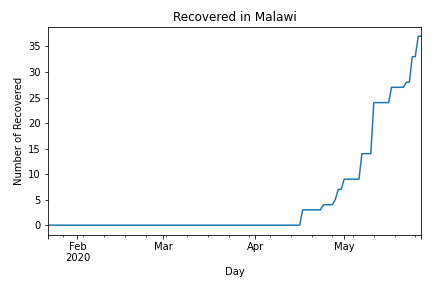 Recovered in Malawi
Number of Recovered
35
30
25
20
15
10
5
0
Feb
2020
Mar
Apr
May
Day